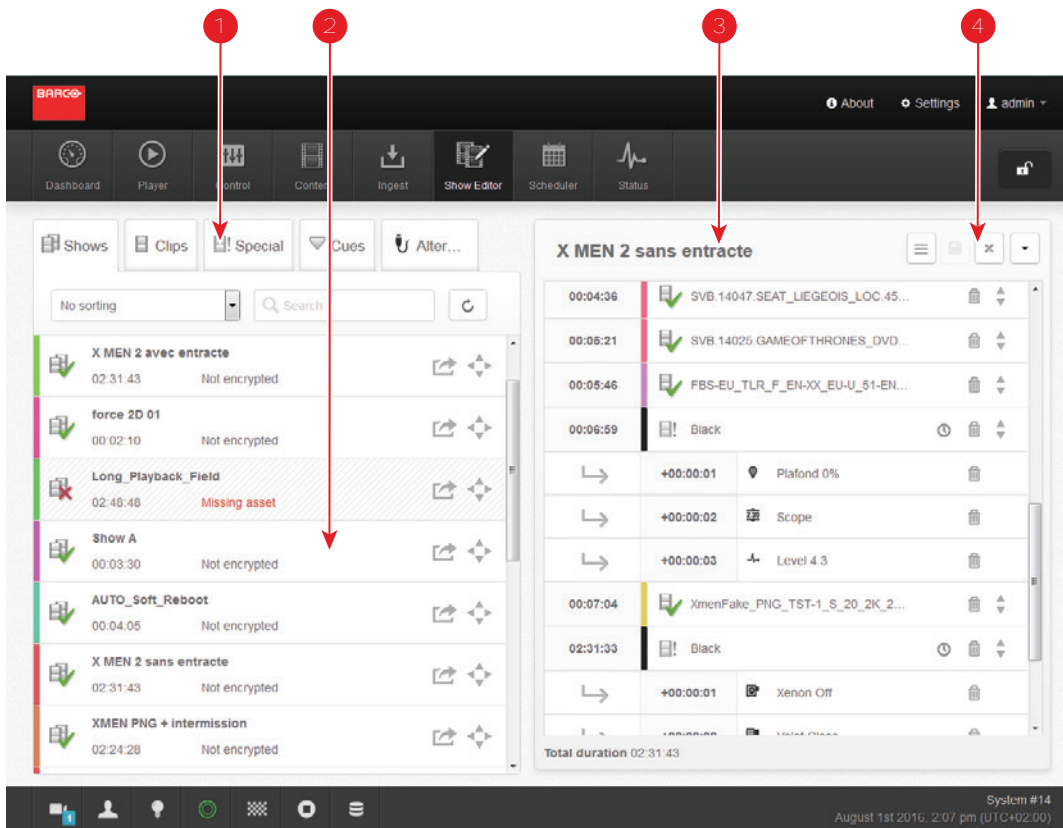 1 2 3 4
BARCO
About Settings admin
Dashboard Player Control Conten Ingest Show Editor Scheduler Status
Shows Clips Special Cues Alter...
No sorting Search
X MEN 2 avec entracte
02:31:43 Not encrypted
force 2D 01
00:02:10 Not encrypted
Long_Playback_Field
02:48:48 Missing asset
Show A
00:03:30 Not encrypted
AUTO_Soft_Reboot
00:04:05 Not encrypted
X MEN 2 sans entracte
02:31:43 Not encrypted
XMEN PNG + intermission
02:24:28 Not encrypted
X MEN 2 sans entracte
00:04:36 SVB.14047.SEAT_LIEGEOIS_LOC.45...
00:05:21 SVB.14025 GAMEOFTHRONES_DVD...
00:05:46 FBS-EU_TLR_F_EN-XX_EU-U_51-EN...
00:06:59 Black
+00:00:01 Plafond 0%
+00:00:02 Scope
+00:00:03 Level 4.3
00:07:04 XmenFake_PNG_TST-1_S_20_2K_2...
02:31:33 Black
+00:00:01 Xenon Off
Total duration 02:31:43
1
System #14
August 1st 2016, 2:07 pm (UTC+02:00)